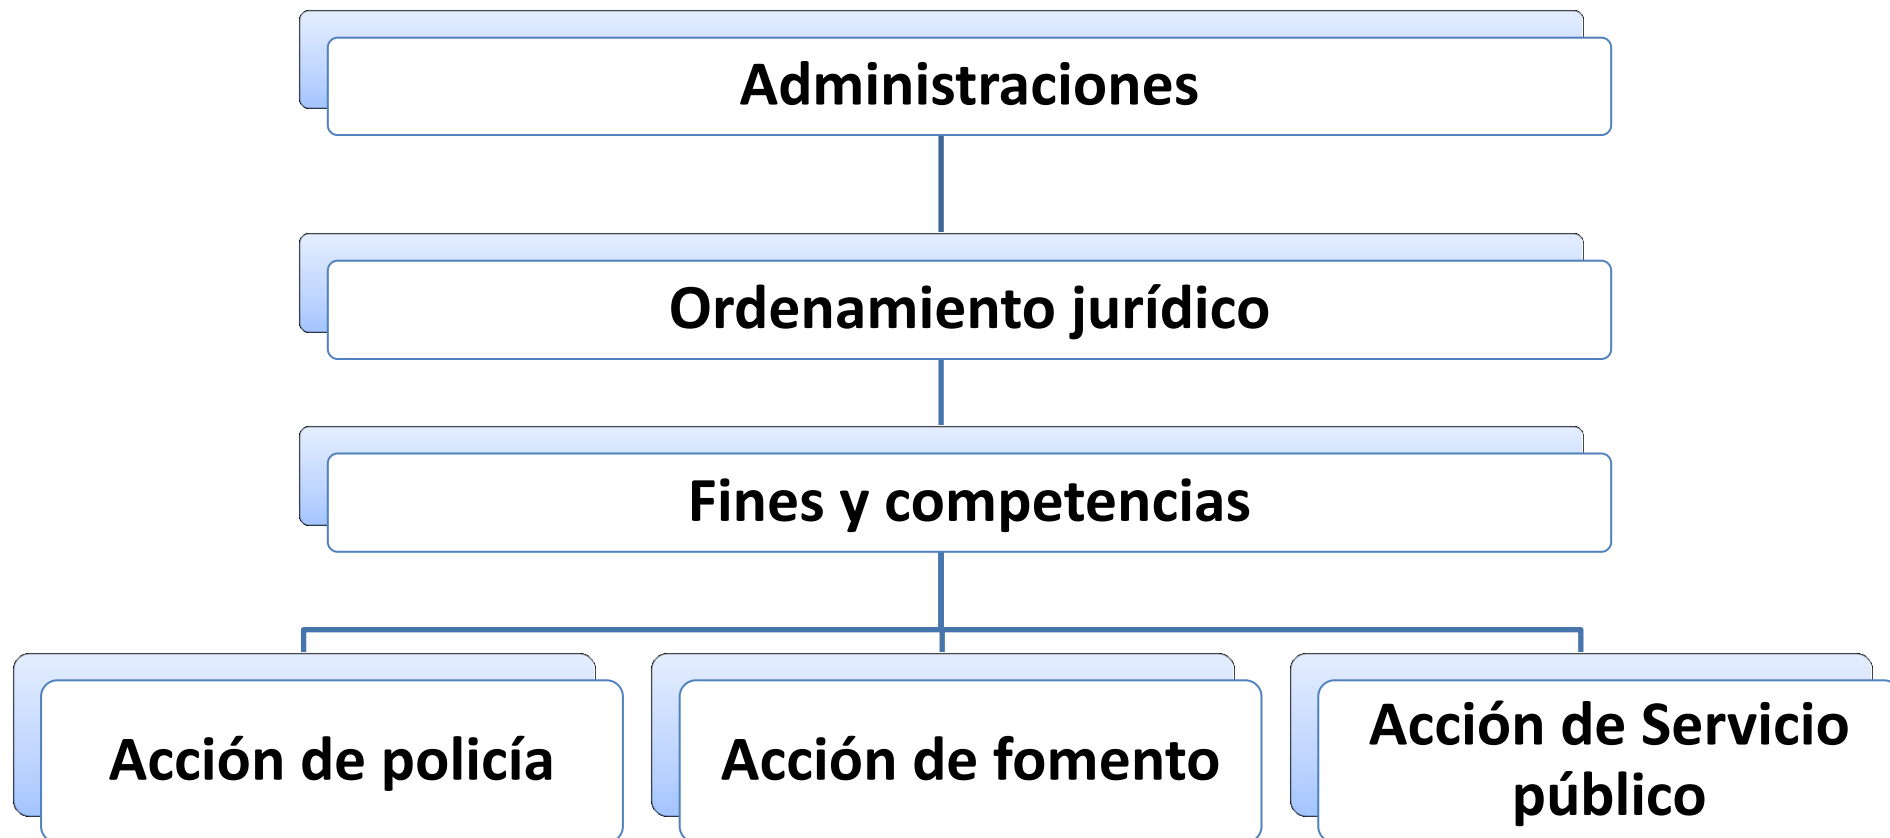 Administraciones
Ordenamiento jurídico
Fines y competencias
Acción de policía
Acción de fomento
Acción de Servicio
público